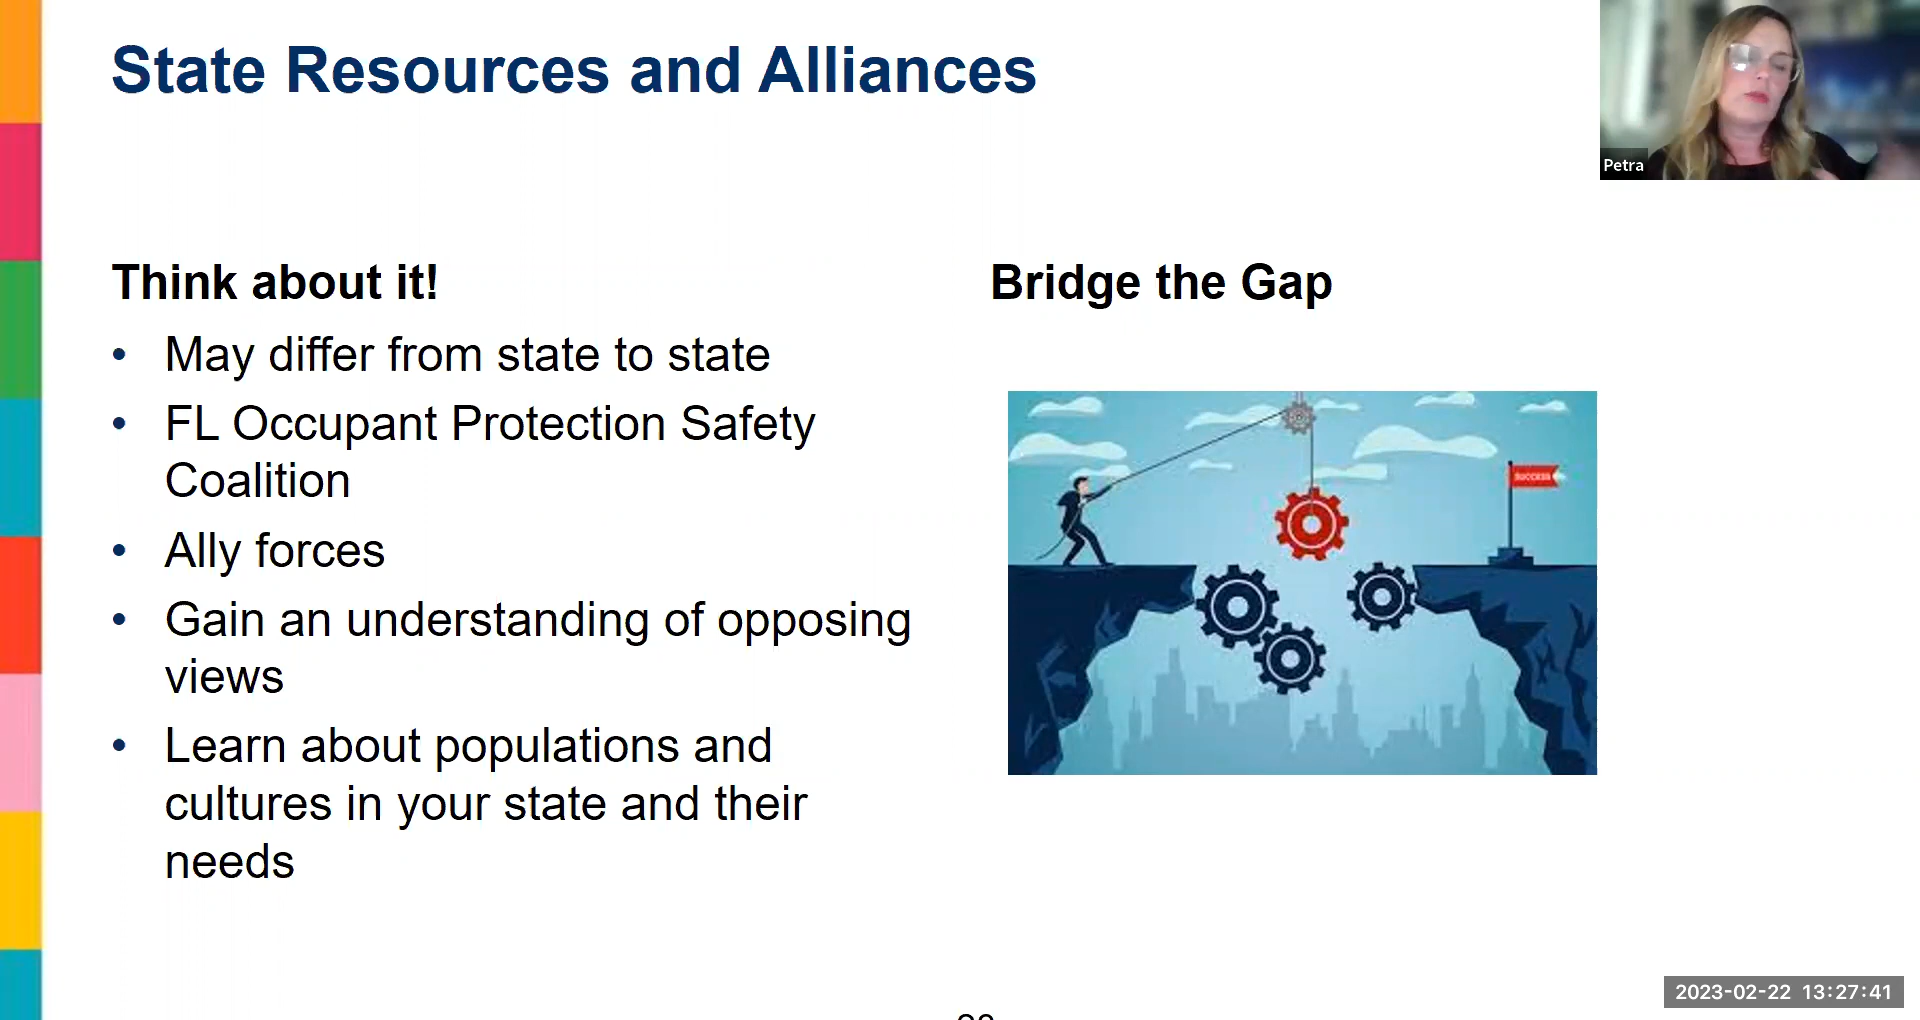 State Resources and Alliances
Petra
Think about it!
• May differ from state to state
• FL Occupant Protection Safety
Coalition
• Ally forces
• Gain an understanding of opposing
views
• Learn about populations and
cultures in your state and their
needs
Bridge the Gap
SUCCESS
2023-02-22 13:27:41